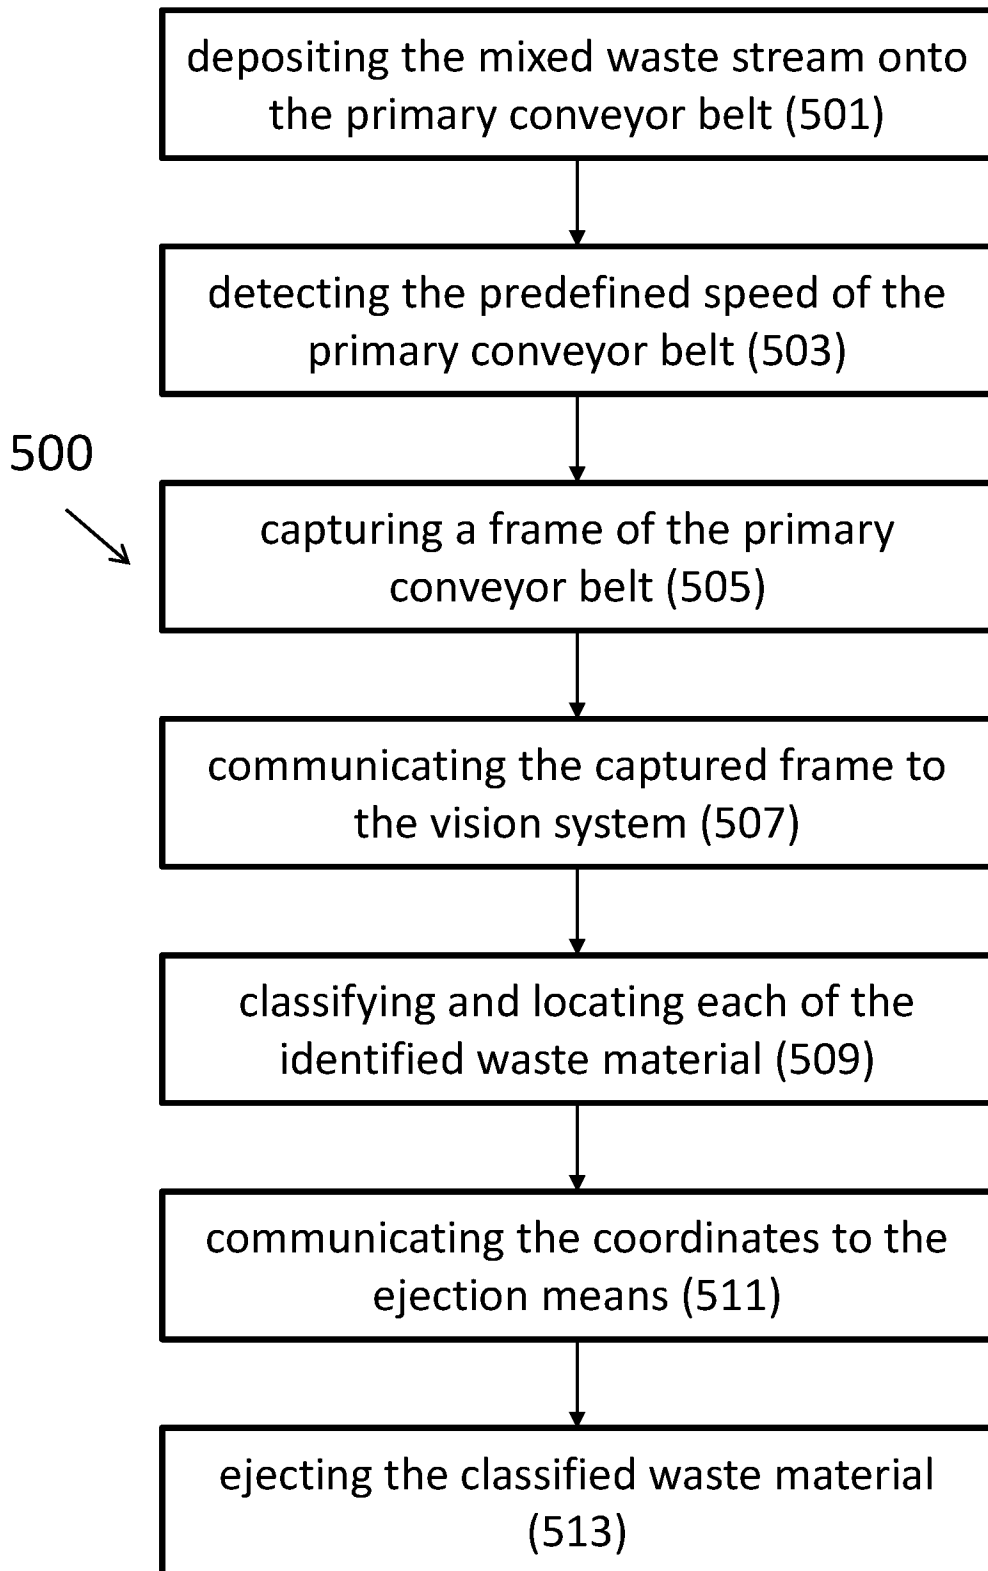 depositing the mixed waste stream onto
the primary conveyor belt (501)
detecting the predefined speed of the
primary conveyor belt (503)
500
capturing a frame of the primary
conveyor belt (505)
communicating the captured frame to
the vision system (507)
classifying and locating each of the
identified waste material (509)
communicating the coordinates to the
ejection means (511)
ejecting the classified waste material
(513)